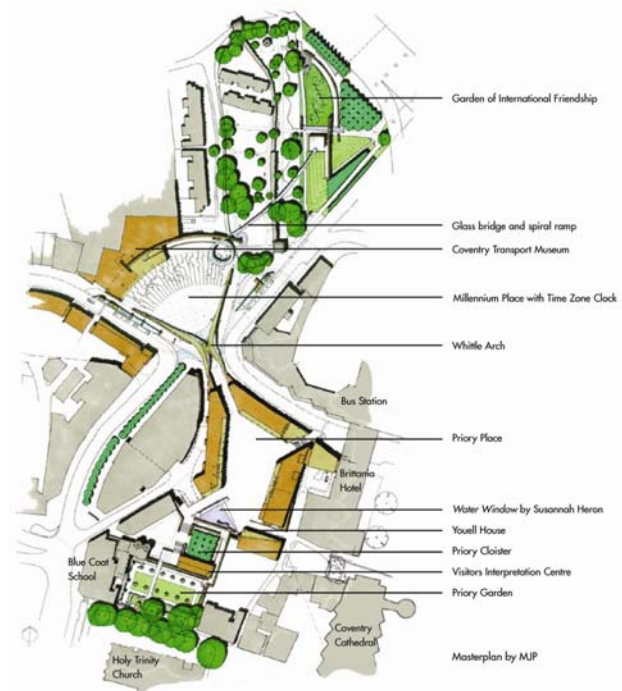 Garden of International Friendship
Glass bridge and spiral ramp
Coventry Transport Museum
Millennium Place with Time Zone Clock
Whittle Arch
Bus Station
Priory Place
Brittania
Hotel
Water Window by Susannah Heron
Youell House
Priory Cloister
Blue Coat
School
Visitors Interpretation Centre
Priory Garden
Coventry
Cathedral
Holy Trinity
Church
Masterplan by MJP